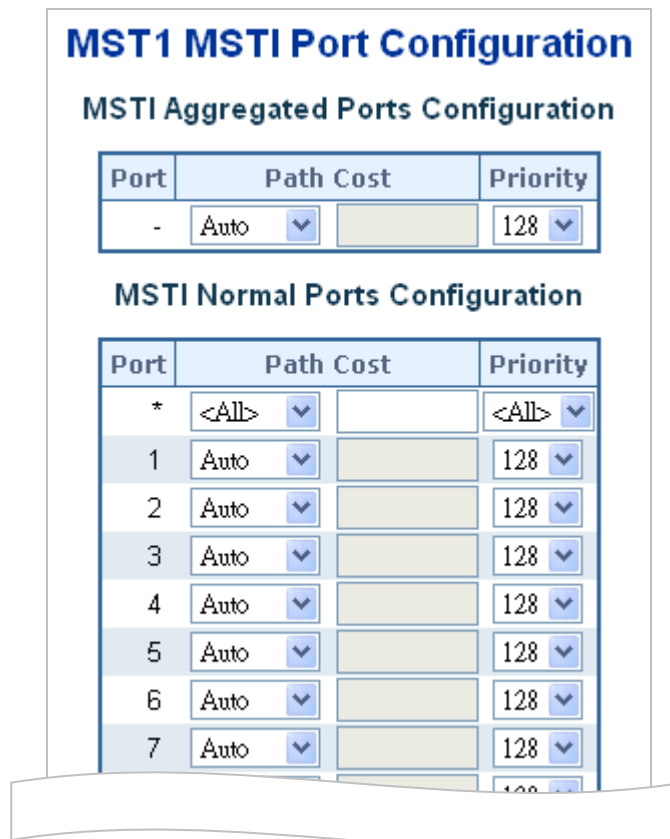 MST1 MSTI Port Configuration
MSTI Aggregated Ports Configuration
Port Path Cost Priority
- Auto 128
MSTI Normal Ports Configuration
Port Path Cost Priority
* <All> <All>
1 Auto 128
2 Auto 128
3 Auto 128
4 Auto 128
5 Auto 128
6 Auto 128
7 Auto 128